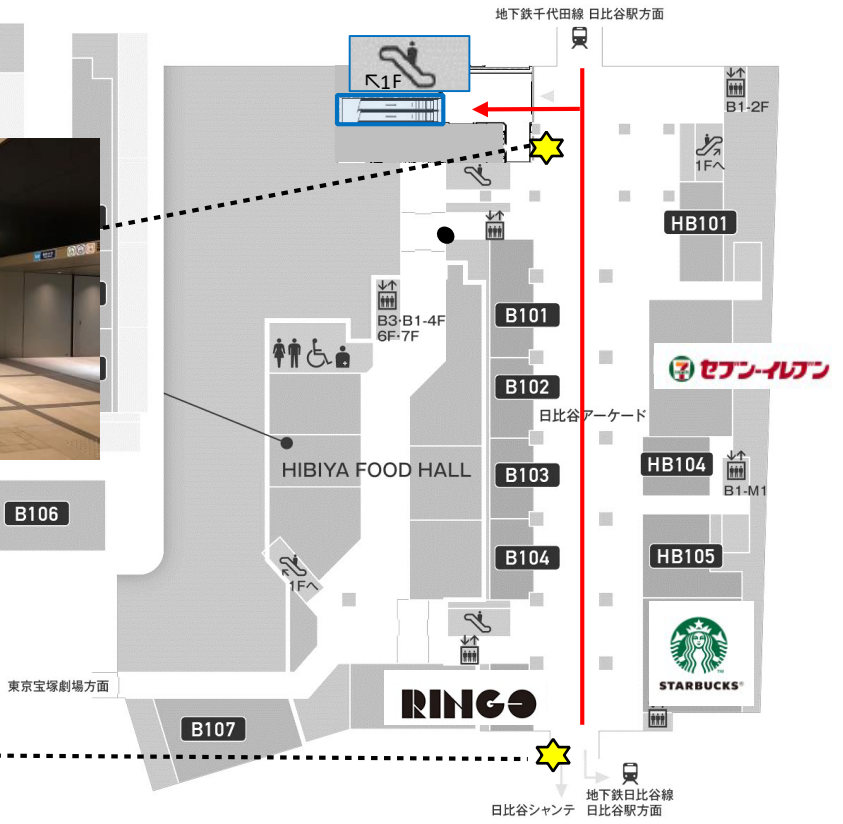 地下鉄千代田線 日比谷駅方面
↖1F
B1-2F
1Fへ
HB101
B3·B1-4F
6F·7F
B101
セブン-イレブン
B102
日比谷アーケード
HIBIYA FOOD HALL
B103
HB104
B1-M1
B106
B104
HB105
1Fへ
STARBUCKS®
東京宝塚劇場方面
RINGO
B107
日比谷シャンテ
地下鉄日比谷線
日比谷駅方面